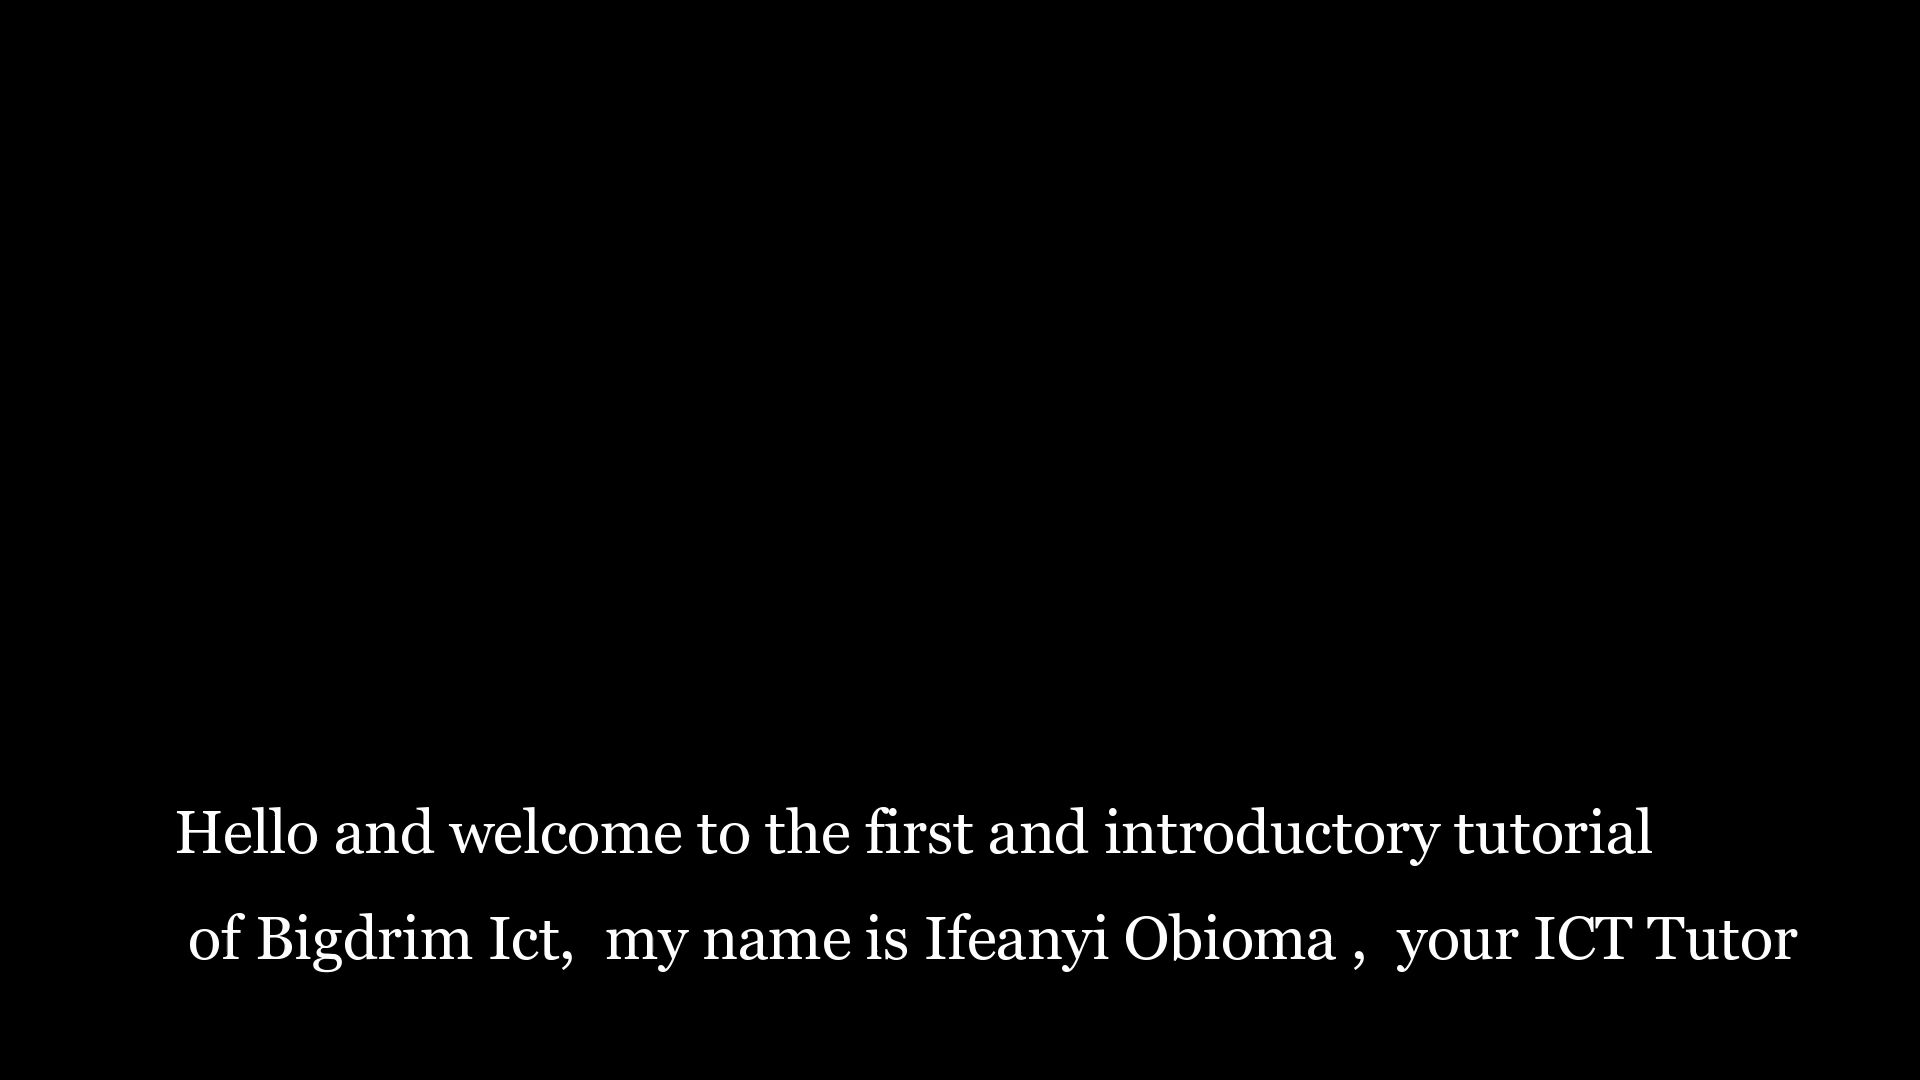 Hello and welcome to the first and introductory tutorial
of Bigdrim Ict,  my name is Ifeanyi Obioma ,  your ICT Tutor